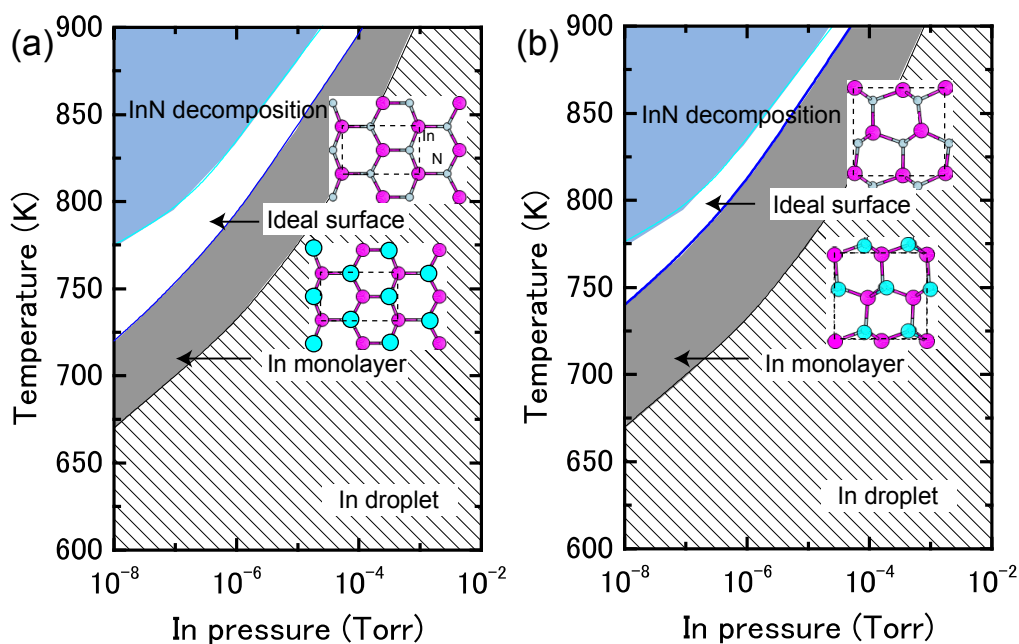 (a)
Temperature (K)
900
850
800
750
700
650
600
InN decomposition
In
N
Ideal surface
In monolayer
In droplet
10⁻⁸
10⁻⁶
10⁻⁴
10⁻²
In pressure (Torr)
(b)
Temperature (K)
900
850
800
750
700
650
600
InN decomposition
Ideal surface
In monolayer
In droplet
10⁻⁸
10⁻⁶
10⁻⁴
10⁻²
In pressure (Torr)